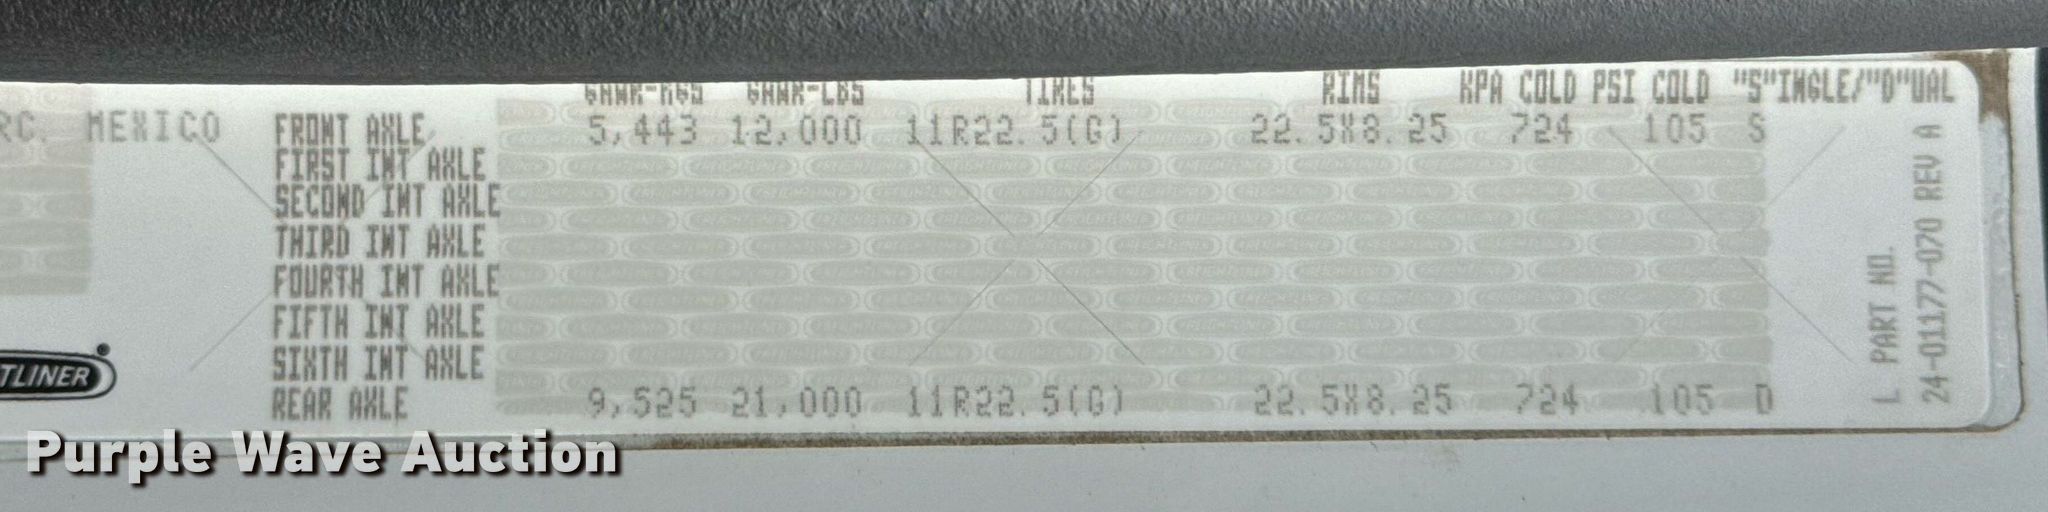 GAWR-KGS GAWR-LBS TIRES RIMS KPA COLD PSI COLD "S"INGLE/"D"UAL
RC. MEXICO
FRONT AXLE 5,443 12,000 11R22.5(G) 22.5X8.25 724 105 S
FIRST INT AXLE
SECOND INT AXLE
THIRD INT AXLE
FOURTH INT AXLE
FIFTH INT AXLE
SIXTH INT AXLE
REAR AXLE 9,525 21,000 11R22.5(G) 22.5X8.25 724 105 D
TLINER
L PART NO.
24-01177-070 REV A
Purple Wave Auction